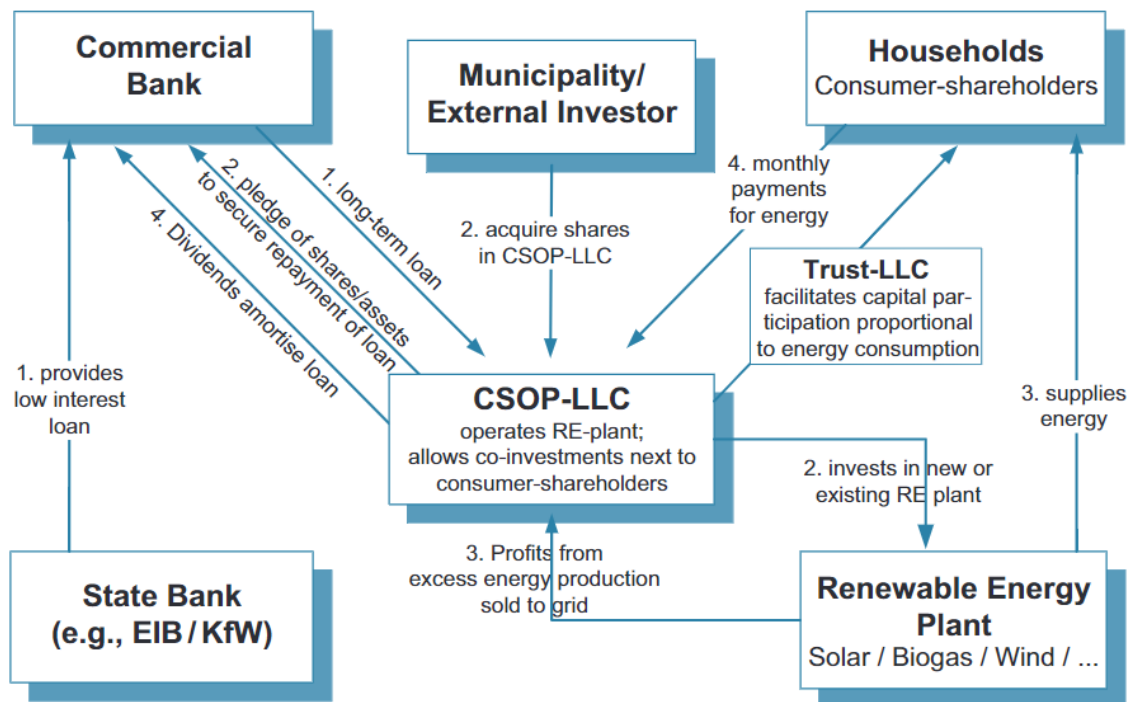 Commercial
Bank
Municipality/
External Investor
Households
Consumer-shareholders
1. long-term loan
2. pledge of shares/assets
to secure repayment of loan
4. Dividends amortise loan
2. acquire shares
in CSOP-LLC
4. monthly
payments
for energy
Trust-LLC
facilitates capital par-
ticipation proportional
to energy consumption
1. provides
low interest
loan
CSOP-LLC
operates RE-plant;
allows co-investments next to
consumer-shareholders
3. supplies
energy
2. invests in new or
existing RE plant
3. Profits from
excess energy production
sold to grid
State Bank
(e.g., EIB / KfW)
Renewable Energy
Plant
Solar / Biogas / Wind / ...